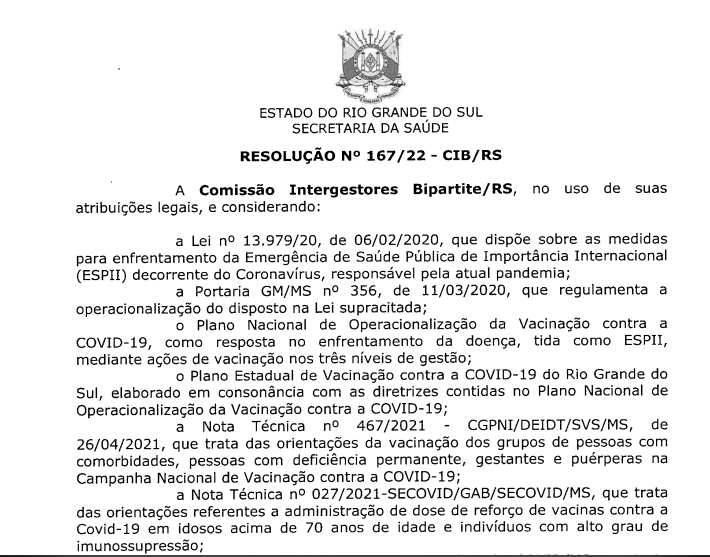 ESTADO DO RIO GRANDE DO SUL
SECRETARIA DA SAÚDE
RESOLUÇÃO Nº 167/22 - CIB/RS
A Comissão Intergestores Bipartite/RS, no uso de suas
atribuições legais, e considerando:
a Lei nº 13.979/20, de 06/02/2020, que dispõe sobre as medidas
para enfrentamento da Emergência de Saúde Pública de Importância Internacional
(ESPII) decorrente do Coronavírus, responsável pela atual pandemia;
a Portaria GM/MS nº 356, de 11/03/2020, que regulamenta a
operacionalização do disposto na Lei supracitada;
o Plano Nacional de Operacionalização da Vacinação contra a
COVID-19, como resposta no enfrentamento da doença, tida como ESPII,
mediante ações de vacinação nos três níveis de gestão;
o Plano Estadual de Vacinação contra a COVID-19 do Rio Grande do
Sul, elaborado em consonância com as diretrizes contidas no Plano Nacional de
Operacionalização da Vacinação contra a COVID-19;
a Nota Técnica nº 467/2021 - CGPNI/DEIDT/SVS/MS, de
26/04/2021, que trata das orientações da vacinação dos grupos de pessoas com
comorbidades, pessoas com deficiência permanente, gestantes e puérperas na
Campanha Nacional de Vacinação contra a COVID-19;
a Nota Técnica nº 027/2021-SECOVID/GAB/SECOVID/MS, que trata
das orientações referentes a administração de dose de reforço de vacinas contra a
Covid-19 em idosos acima de 70 anos de idade e indivíduos com alto grau de
imunossupressão;